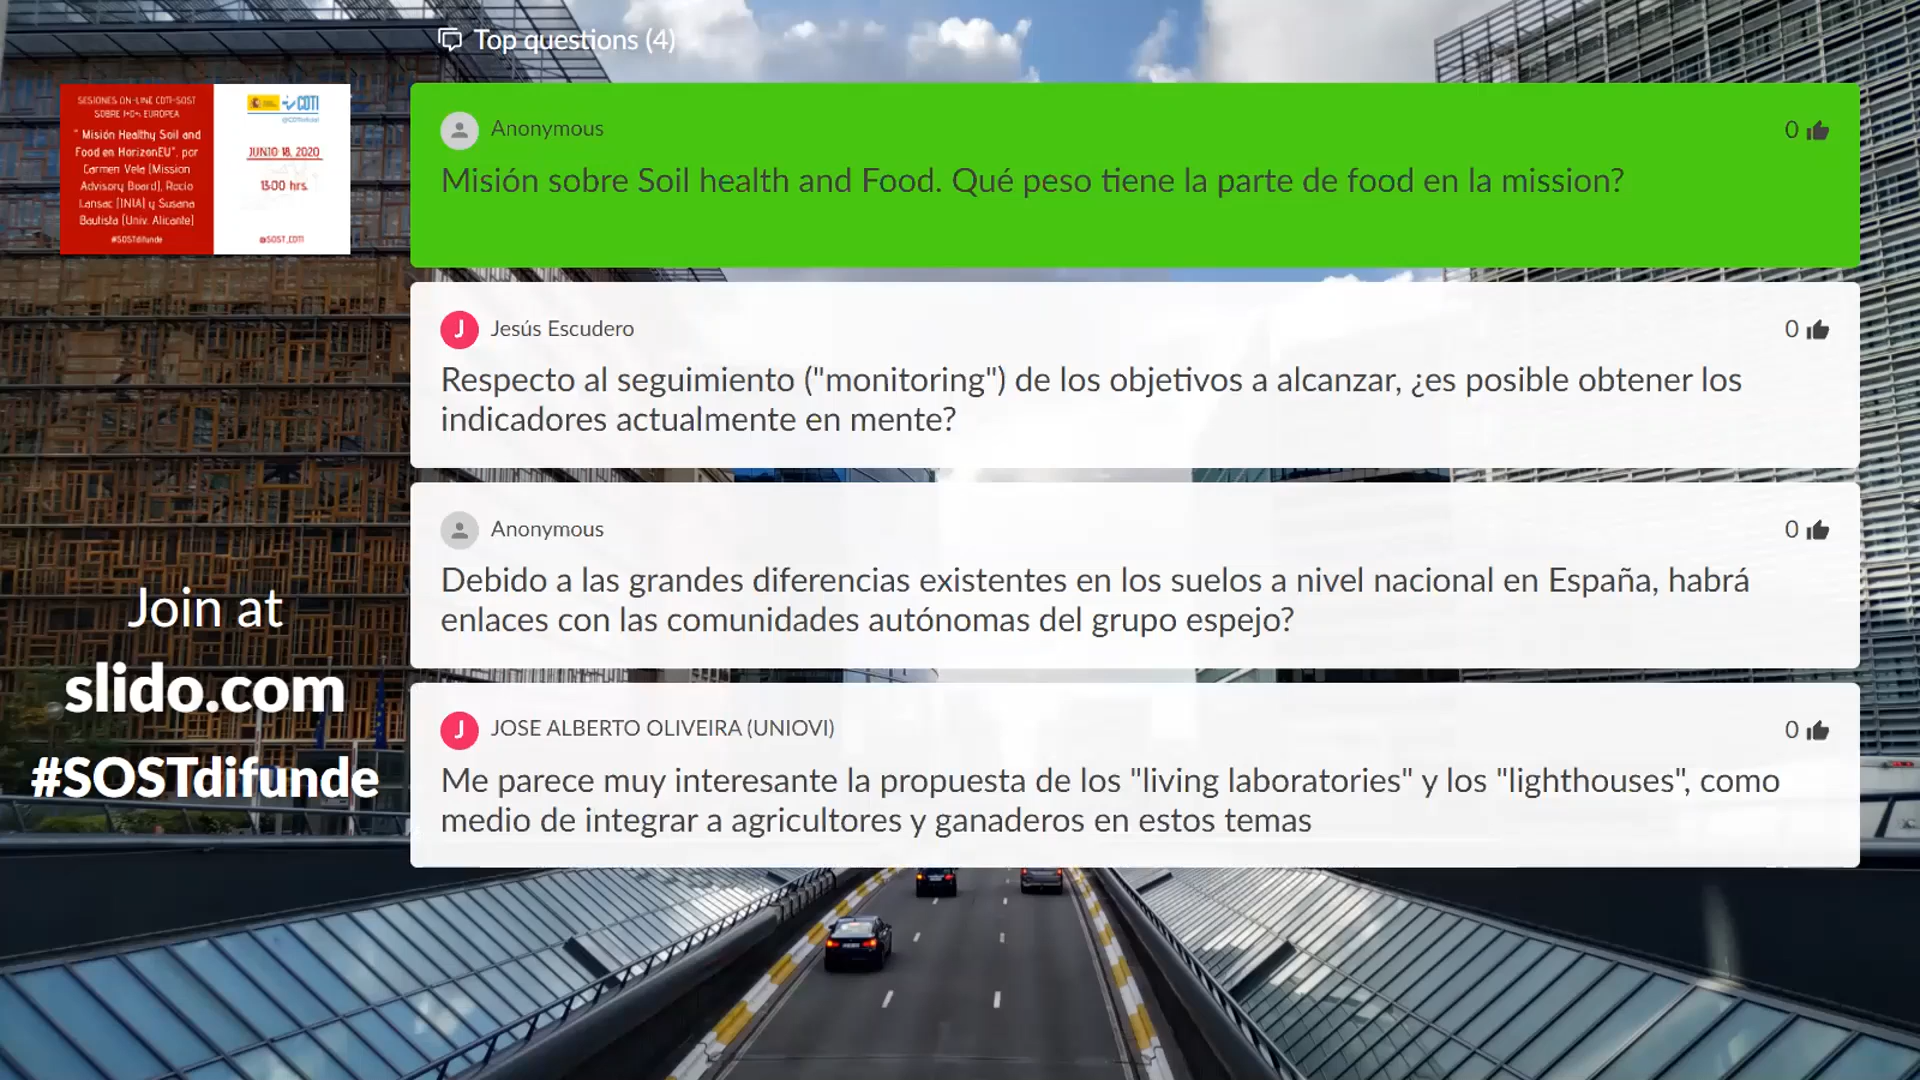 Top questions (4)
SESIONES ON-LINE CDTI-SOST
SOBRE I+D+i EUROPEA
" Misión Healthy Soil and
Food en HorizonEU", por
Carmen Vela (Mission
Advisory Board), Rocío
Lansac (INIA) y Susana
Bautista (Univ. Alicante)
#SOSTdifunde
CDTI
@CDTIoficial
JUNIO 18, 2020
13:00 hrs.
@SOST_CDTI
Join at
slido.com
#SOSTdifunde
Anonymous
0
Misión sobre Soil health and Food. Qué peso tiene la parte de food en la mission?
J Jesús Escudero
0
Respecto al seguimiento ("monitoring") de los objetivos a alcanzar, ¿es posible obtener los
indicadores actualmente en mente?
Anonymous
0
Debido a las grandes diferencias existentes en los suelos a nivel nacional en España, habrá
enlaces con las comunidades autónomas del grupo espejo?
J JOSE ALBERTO OLIVEIRA (UNIOVI)
0
Me parece muy interesante la propuesta de los "living laboratories" y los "lighthouses", como
medio de integrar a agricultores y ganaderos en estos temas